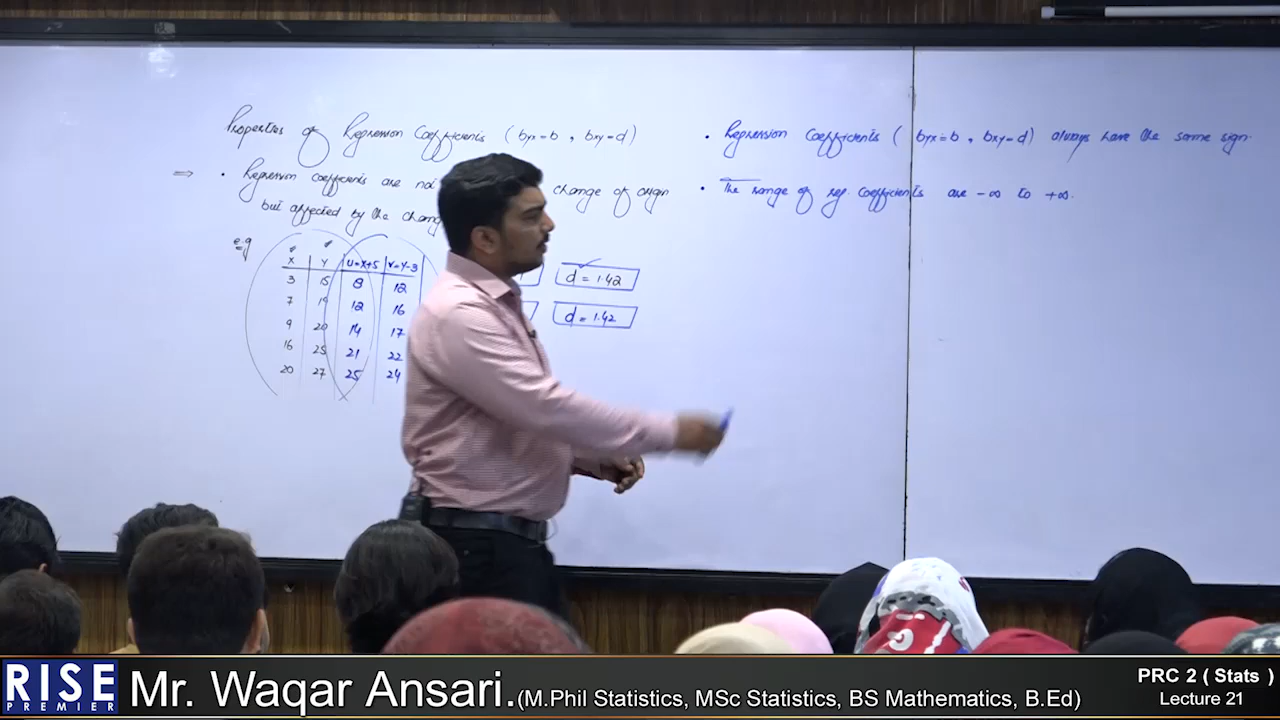 Properties of Regression Coefficients ( byx = b , bxy = d )
⇒ · Regression coefficients are not change of origin
but affected by the chang
e.g
X | Y | U=X+5 | V=Y-3
3 | 15 | 8 | 12
7 | 19 | 12 | 16
9 | 20 | 14 | 17
16 | 25 | 21 | 22
20 | 27 | 25 | 24
d = 1.42
d = 1.42
· Regression Coefficients ( byx = b , bxy = d ) always have the same sign.
· The range of reg. coefficients are -∞ to +∞.
RISE
PREMIER
Mr. Waqar Ansari.(M.Phil Statistics, MSc Statistics, BS Mathematics, B.Ed)
PRC 2 ( Stats )
Lecture 21